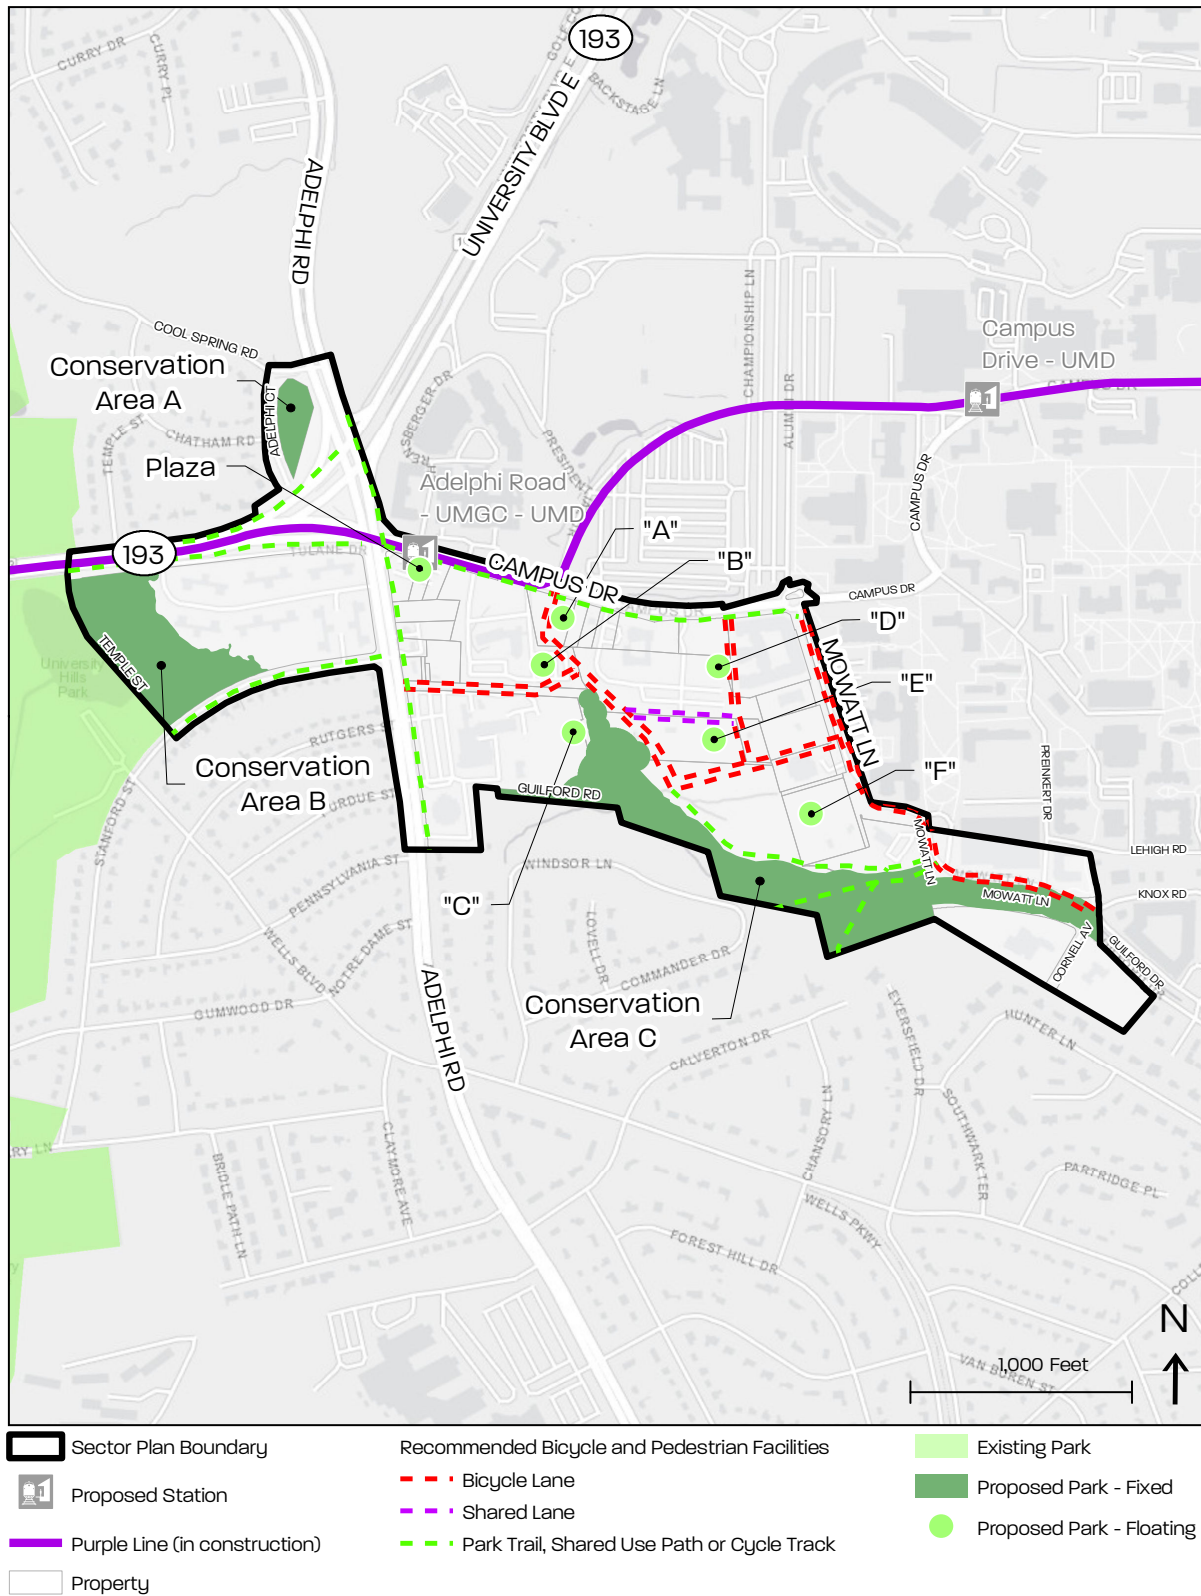 193
CURRY DR
CURRY PL
BACKSTAGE LN
UNIVERSITY BLVD E
ADELPHI RD
COOL SPRING RD
Conservation
Area A
ADELPHI CT
TEMPLE ST
CHATHAM RD
Plaza
PRESIDENT
CHAMPIONSHIP LN
ALUMNI DR
Campus
Drive - UMD
CAMPUS DR
CAMPUS DR
Adelphi Road
- UMGC - UMD
"A"
"B"
193
TULANE DR
CAMPUS DR
CAMPUS DR
CAMPUS DR
"D"
"E"
MOWATT LN
University
Hills
Park
TEMPLE ST
RUTGERS ST
Conservation
Area B
PURDUE ST
GUILFORD RD
"F"
PREINKERT DR
STANFORD ST
PENNSYLVANIA ST
WINDSOR LN
MOWATT LN
LEHIGH RD
KNOX RD
MOWATT LN
"C"
WELLS BLVD
NOTRE DAME ST
LOVELL DR
COMMANDER DR
CORNELL AV
GUILFORD DR
GUMWOOD DR
ADELPHI RD
Conservation
Area C
CALVERTON DR
EVERSFIELD DR
HUNTER LN
CHANSORY LN
SOUTHWARK TER
PARTRIDGE PL
RY LN
BRIDLE PATH LN
CLAYMORE AVE
WELLS PKWY
FOREST HILL DR
VAN BUREN ST
N
1,000 Feet
Sector Plan Boundary
Proposed Station
Purple Line (in construction)
Property
Recommended Bicycle and Pedestrian Facilities
Bicycle Lane
Shared Lane
Park Trail, Shared Use Path or Cycle Track
Existing Park
Proposed Park - Fixed
Proposed Park - Floating